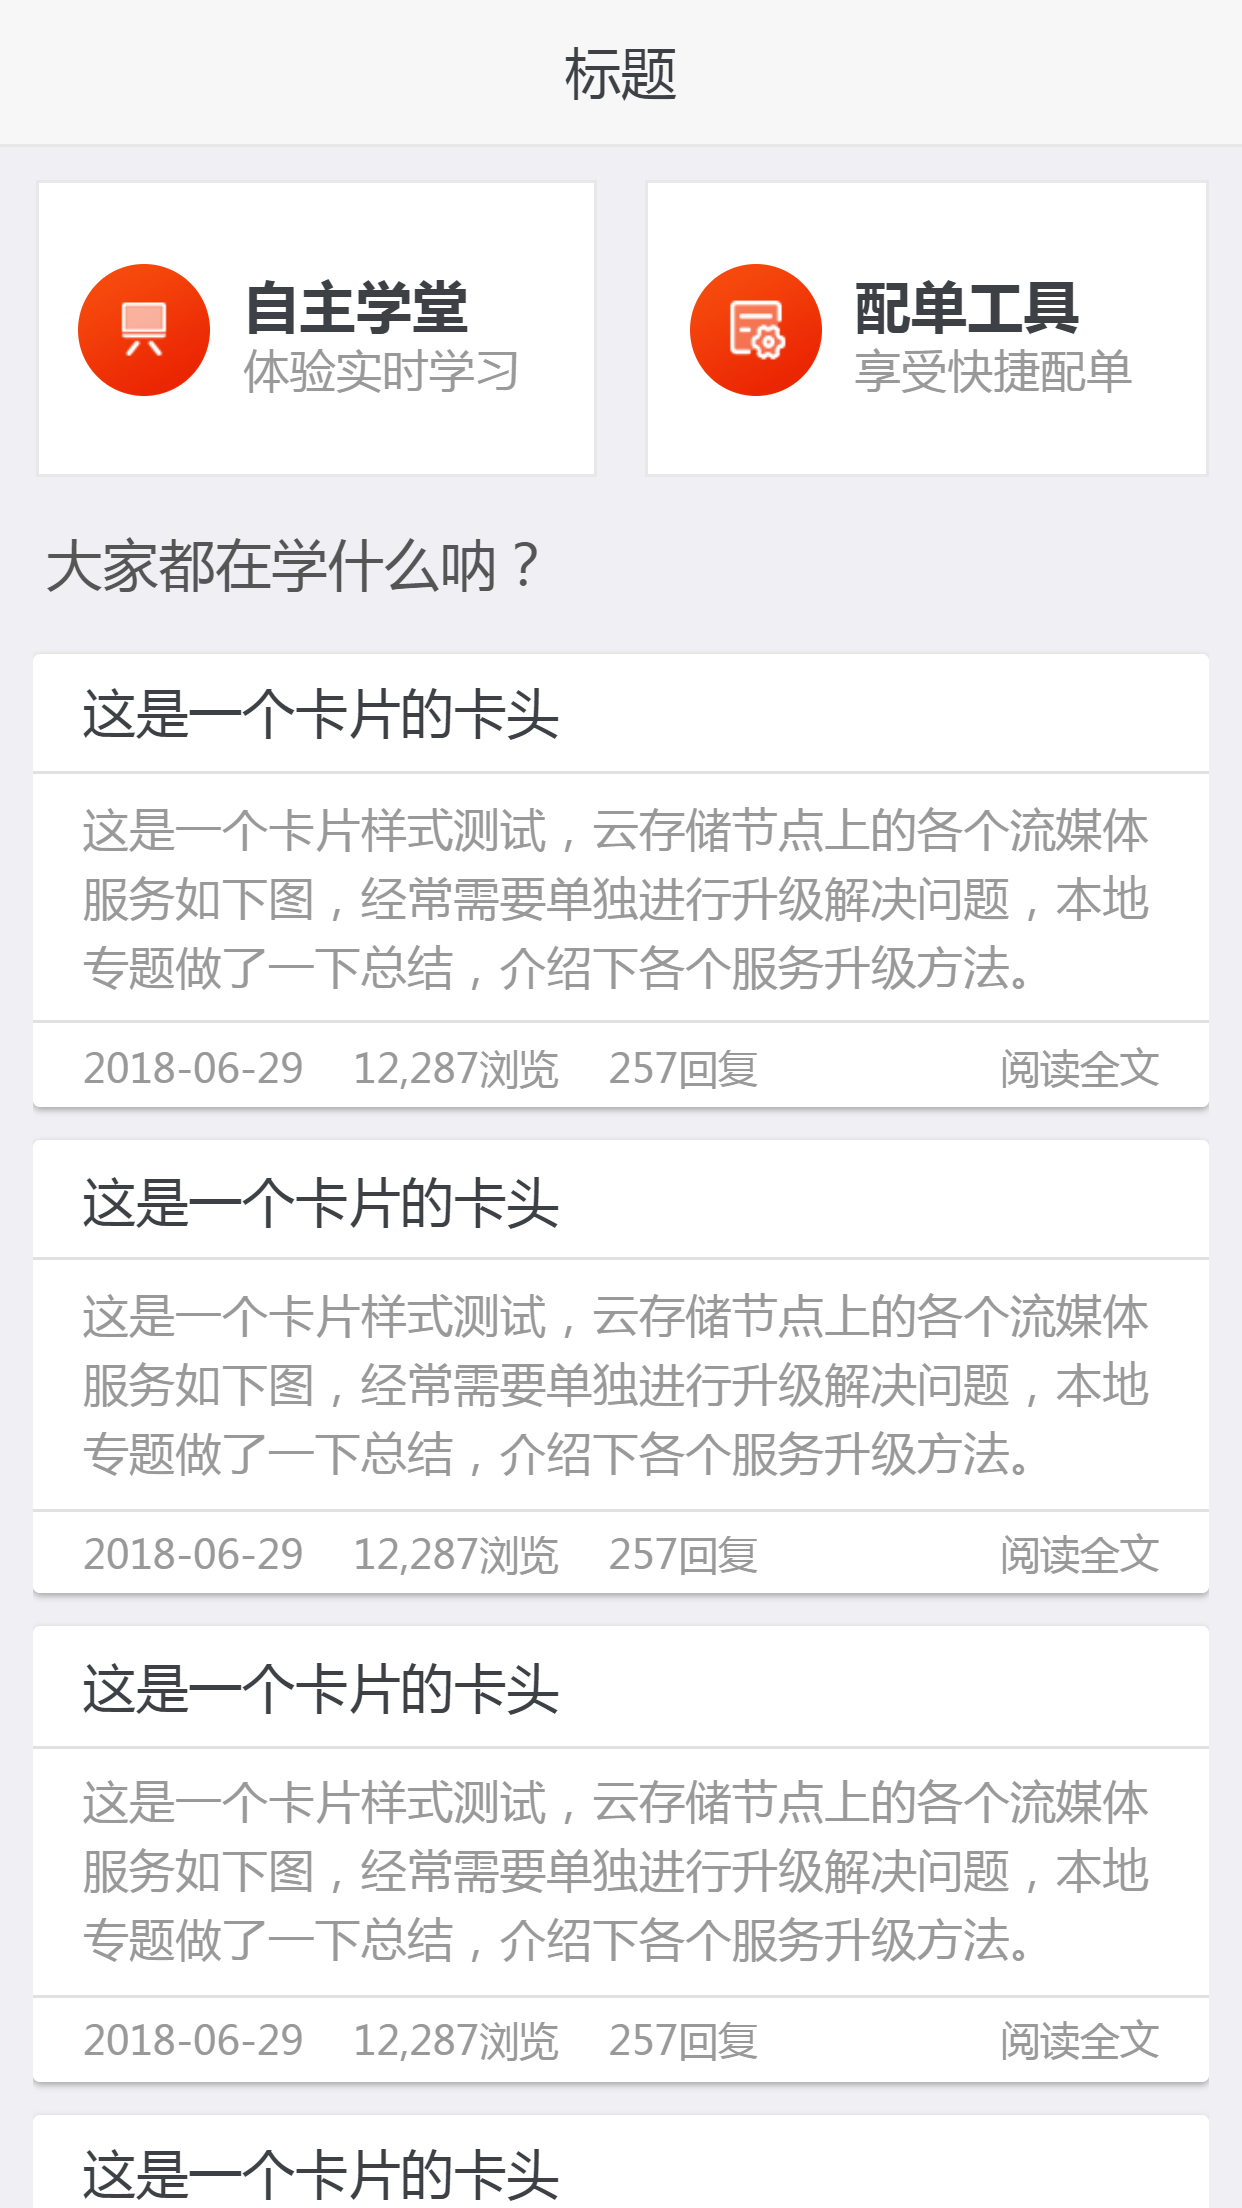 标题
自主学堂
体验实时学习
配单工具
享受快捷配单
大家都在学什么呐？
这是一个卡片的卡头
这是一个卡片样式测试，云存储节点上的各个流媒体
服务如下图，经常需要单独进行升级解决问题，本地
专题做了一下总结，介绍下各个服务升级方法。
2018-06-29 12,287浏览 257回复 阅读全文
这是一个卡片的卡头
这是一个卡片样式测试，云存储节点上的各个流媒体
服务如下图，经常需要单独进行升级解决问题，本地
专题做了一下总结，介绍下各个服务升级方法。
2018-06-29 12,287浏览 257回复 阅读全文
这是一个卡片的卡头
这是一个卡片样式测试，云存储节点上的各个流媒体
服务如下图，经常需要单独进行升级解决问题，本地
专题做了一下总结，介绍下各个服务升级方法。
2018-06-29 12,287浏览 257回复 阅读全文
这是一个卡片的卡头